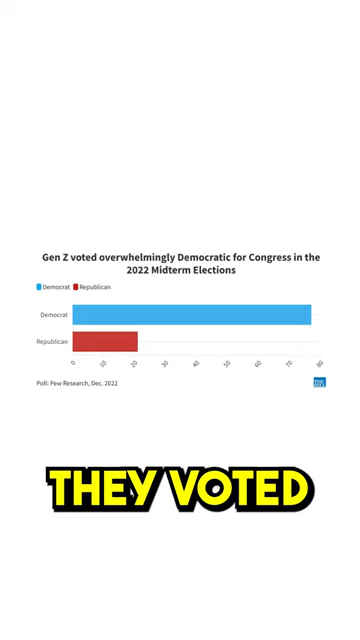 Gen Z voted overwhelmingly Democratic for Congress in the
2022 Midterm Elections
Democrat Republican
Democrat
Republican
0 10 20 30 40 50 60 70 80
Poll: Pew Research, Dec. 2022
THEY VOTED